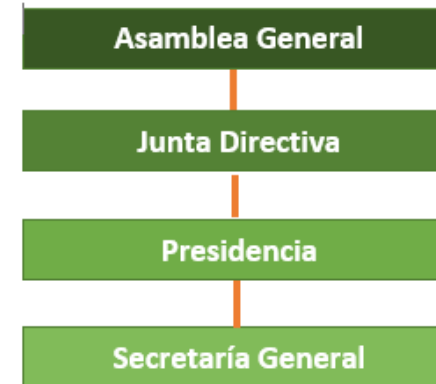 Asamblea General
Junta Directiva
Presidencia
Secretaría General